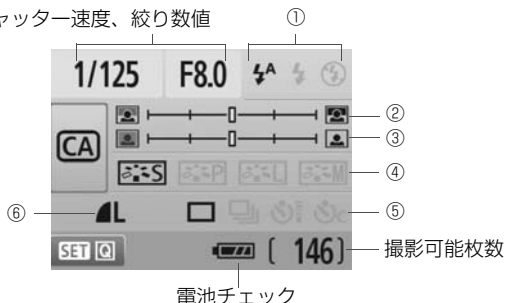 ャッター速度、絞り数値 ①
1/125 F8.0 A
②
CA ③
S P L M ④
⑥ L ⑤
SET Q [ 146 ] 撮影可能枚数
電池チェック